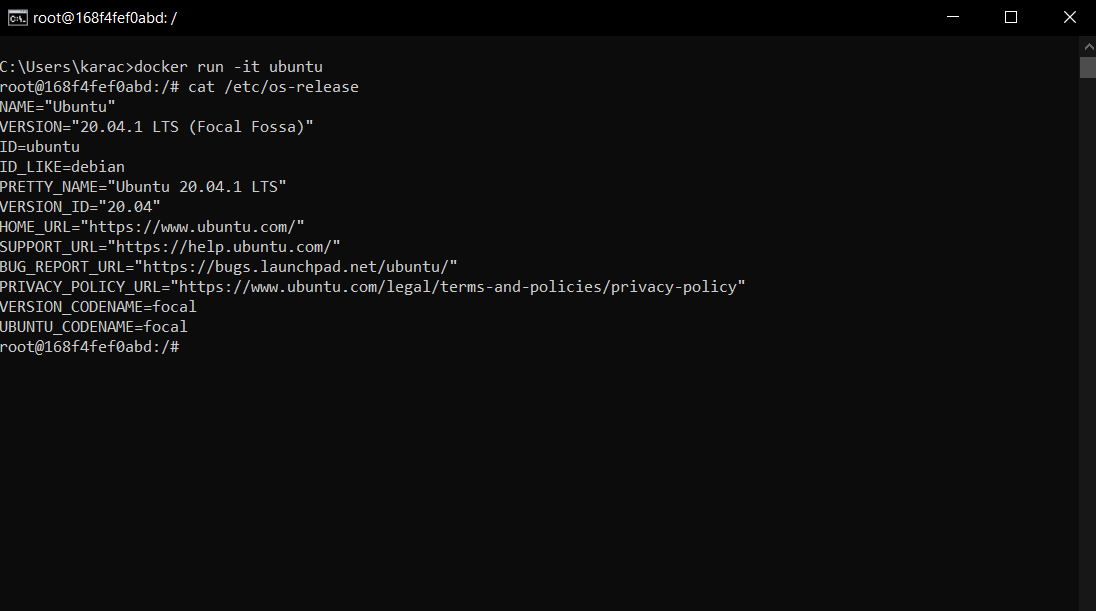 root@168f4fef0abd: /
C:\Users\karac>docker run -it ubuntu
root@168f4fef0abd:/# cat /etc/os-release
NAME="Ubuntu"
VERSION="20.04.1 LTS (Focal Fossa)"
ID=ubuntu
ID_LIKE=debian
PRETTY_NAME="Ubuntu 20.04.1 LTS"
VERSION_ID="20.04"
HOME_URL="https://www.ubuntu.com/"
SUPPORT_URL="https://help.ubuntu.com/"
BUG_REPORT_URL="https://bugs.launchpad.net/ubuntu/"
PRIVACY_POLICY_URL="https://www.ubuntu.com/legal/terms-and-policies/privacy-policy"
VERSION_CODENAME=focal
UBUNTU_CODENAME=focal
root@168f4fef0abd:/#